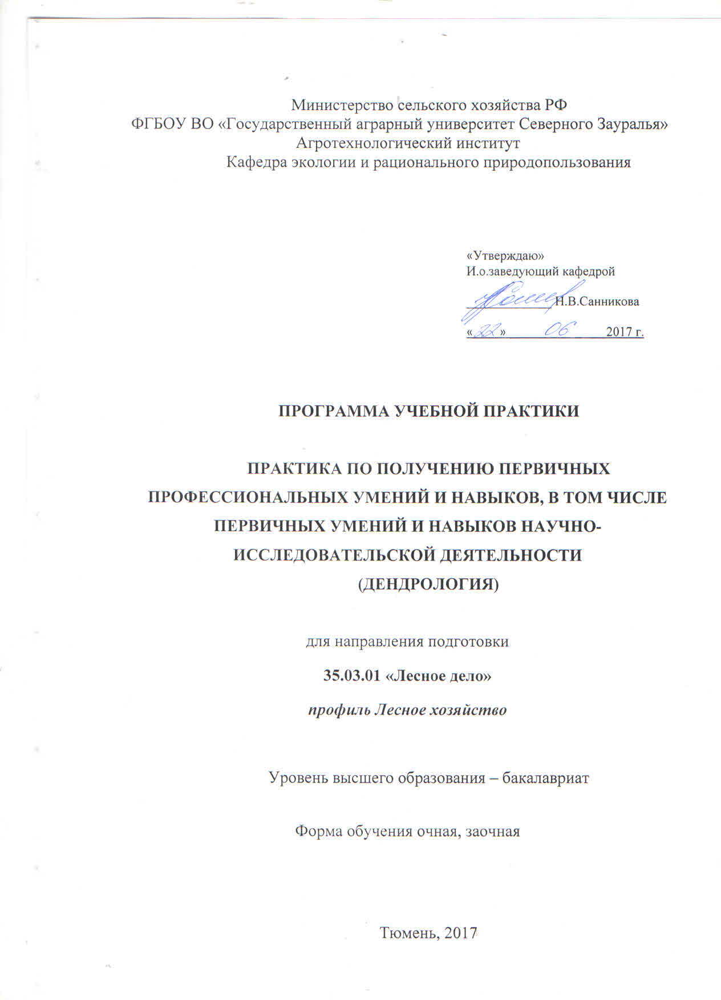 Министерство сельского хозяйства РФ
ФГБОУ ВО «Государственный аграрный университет Северного Зауралья»
Агротехнологический институт
Кафедра экологии и рационального природопользования
«Утверждаю»
И.о.заведующий кафедрой
Н.В.Санникова
«22» 06 2017 г.
ПРОГРАММА УЧЕБНОЙ ПРАКТИКИ
ПРАКТИКА ПО ПОЛУЧЕНИЮ ПЕРВИЧНЫХ
ПРОФЕССИОНАЛЬНЫХ УМЕНИЙ И НАВЫКОВ, В ТОМ ЧИСЛЕ
ПЕРВИЧНЫХ УМЕНИЙ И НАВЫКОВ НАУЧНО-
ИССЛЕДОВАТЕЛЬСКОЙ ДЕЯТЕЛЬНОСТИ
(ДЕНДРОЛОГИЯ)
для направления подготовки
35.03.01 «Лесное дело»
профиль Лесное хозяйство
Уровень высшего образования – бакалавриат
Форма обучения очная, заочная
Тюмень, 2017